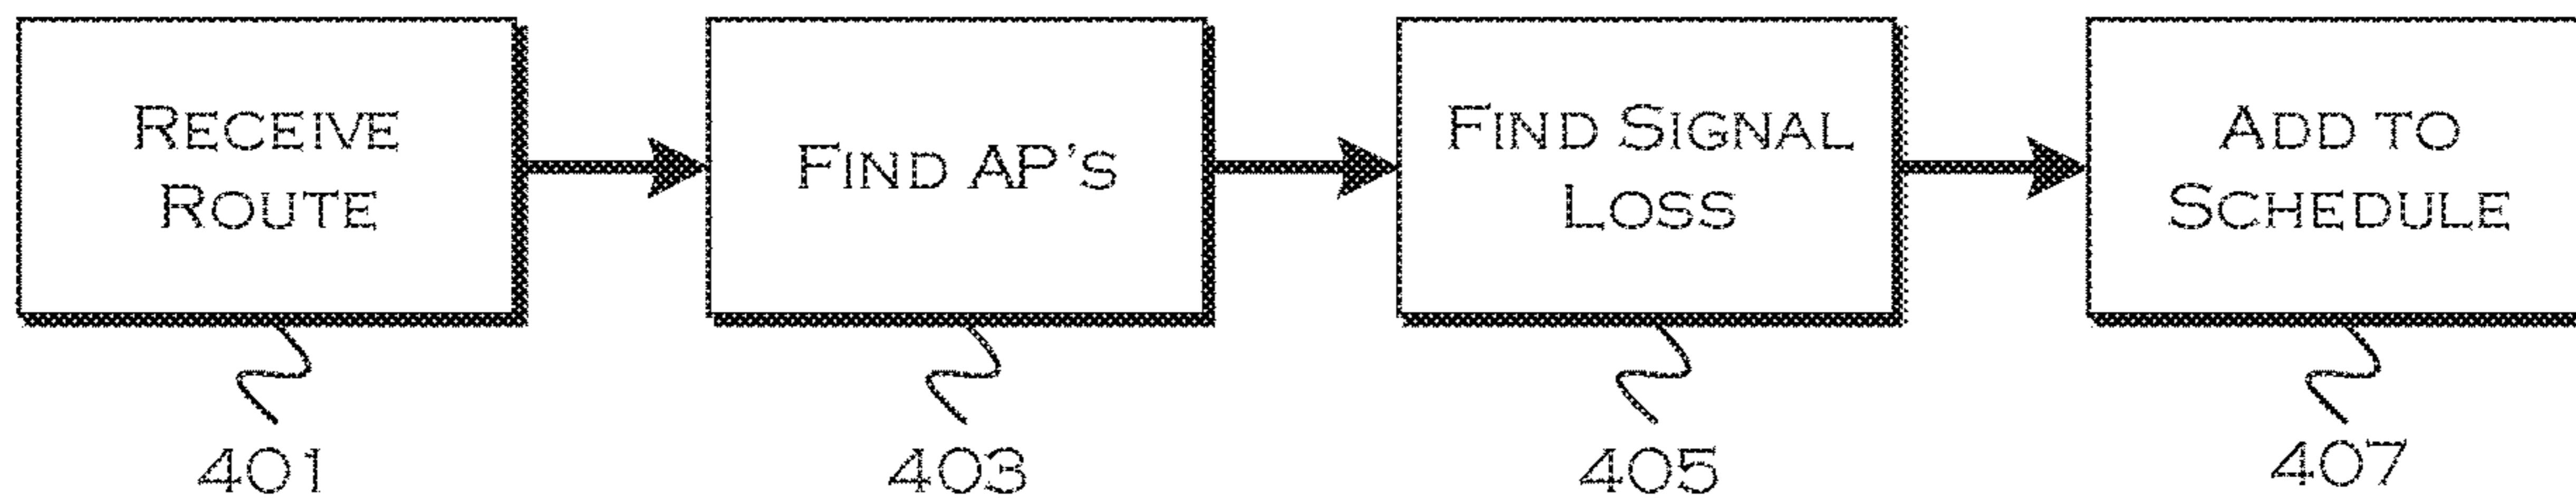 RECEIVE
ROUTE
FIND AP'S
FIND SIGNAL
LOSS
ADD TO
SCHEDULE
401
403
405
407